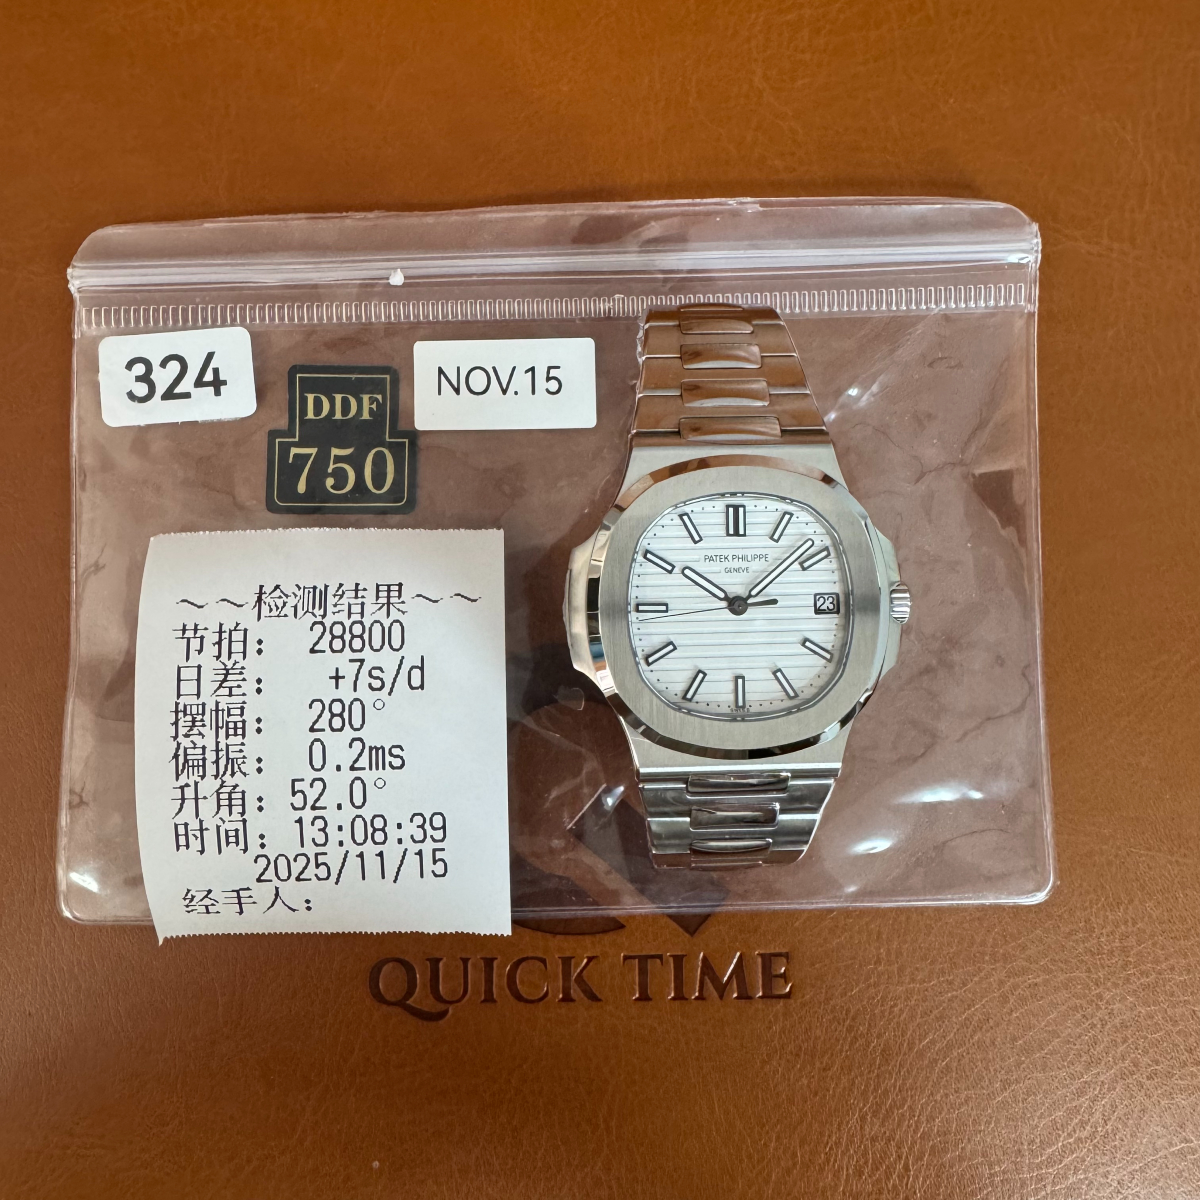 324
DDF
750
NOV.15
~~检测结果~~
节拍： 28800
日差： +7s/d
摆幅： 280°
偏振： 0.2ms
升角：52.0°
时间：13:08:39
2025/11/15
经手人：
PATEK PHILIPPE
GENEVE
23
QUICK TIME